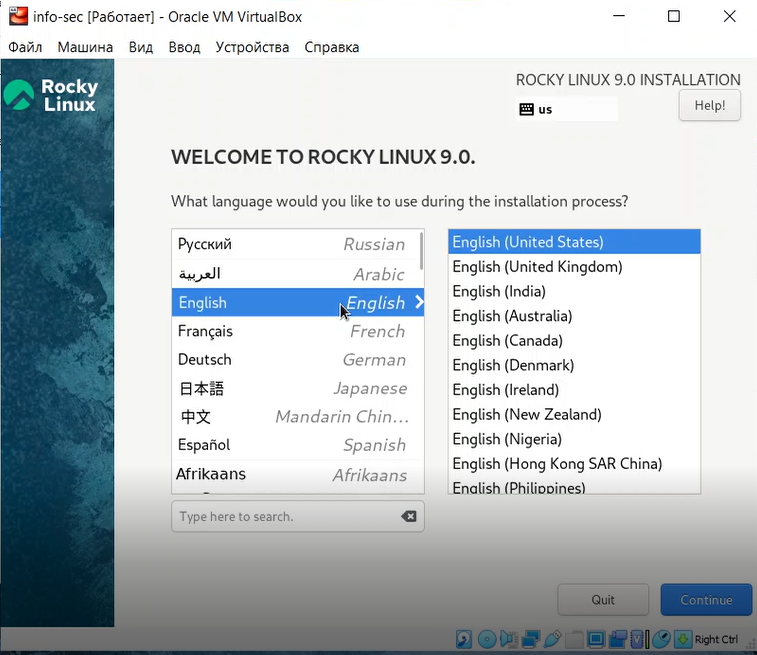 info-sec [Работает] - Oracle VM VirtualBox
Файл Машина Вид Ввод Устройства Справка
Rocky
Linux
ROCKY LINUX 9.0 INSTALLATION
us
Help!
WELCOME TO ROCKY LINUX 9.0.
What language would you like to use during the installation process?
Русский Russian
العربية Arabic
English English
Français French
Deutsch German
日本語 Japanese
中文 Mandarin Chin...
Español Spanish
Afrikaans Afrikaans
Type here to search.
English (United States)
English (United Kingdom)
English (India)
English (Australia)
English (Canada)
English (Denmark)
English (Ireland)
English (New Zealand)
English (Nigeria)
English (Hong Kong SAR China)
English (Philippines)
Quit
Continue
Right Ctrl